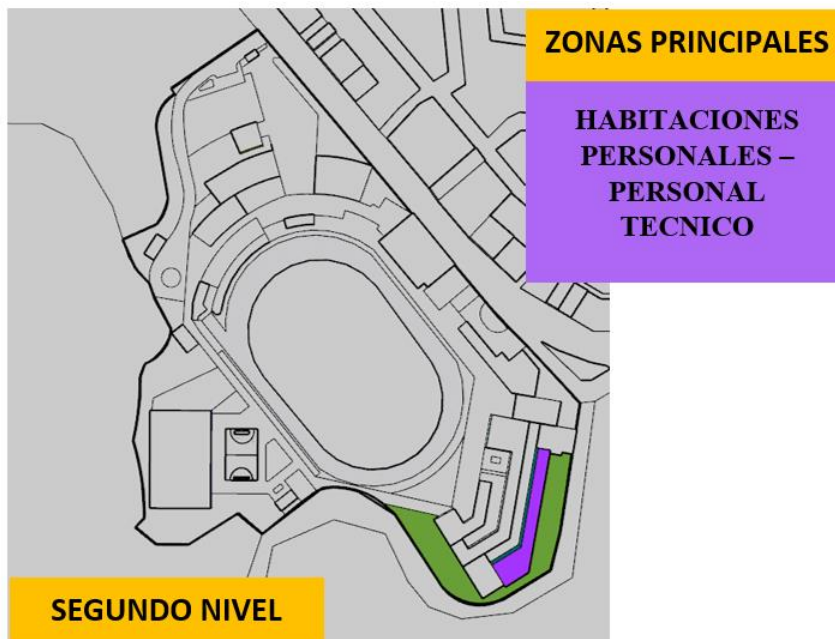 ZONAS PRINCIPALES
HABITACIONES
PERSONALES –
PERSONAL
TECNICO
SEGUNDO NIVEL